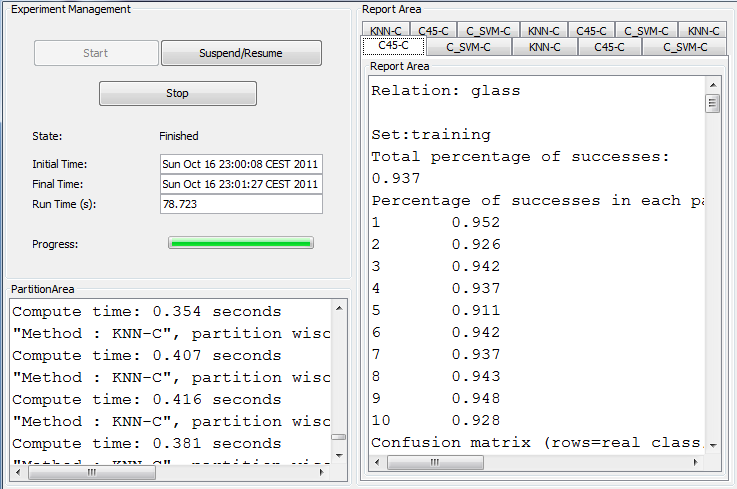 Experiment Management
Start
Suspend/Resume
Stop
State: Finished
Initial Time: Sun Oct 16 23:00:08 CEST 2011
Final Time: Sun Oct 16 23:01:27 CEST 2011
Run Time (s): 78.723
Progress:
PartitionArea
Compute time: 0.354 seconds
"Method : KNN-C", partition wisc
Compute time: 0.407 seconds
"Method : KNN-C", partition wisc
Compute time: 0.416 seconds
"Method : KNN-C", partition wisc
Compute time: 0.381 seconds
"Method : KNN-C", partition wisc
Report Area
KNN-C C45-C C_SVM-C KNN-C C45-C C_SVM-C KNN-C
C45-C C_SVM-C KNN-C C45-C C_SVM-C
Report Area
Relation: glass
Set:training
Total percentage of successes:
0.937
Percentage of successes in each pa
1 0.952
2 0.926
3 0.942
4 0.937
5 0.911
6 0.942
7 0.937
8 0.943
9 0.948
10 0.928
Confusion matrix (rows=real class